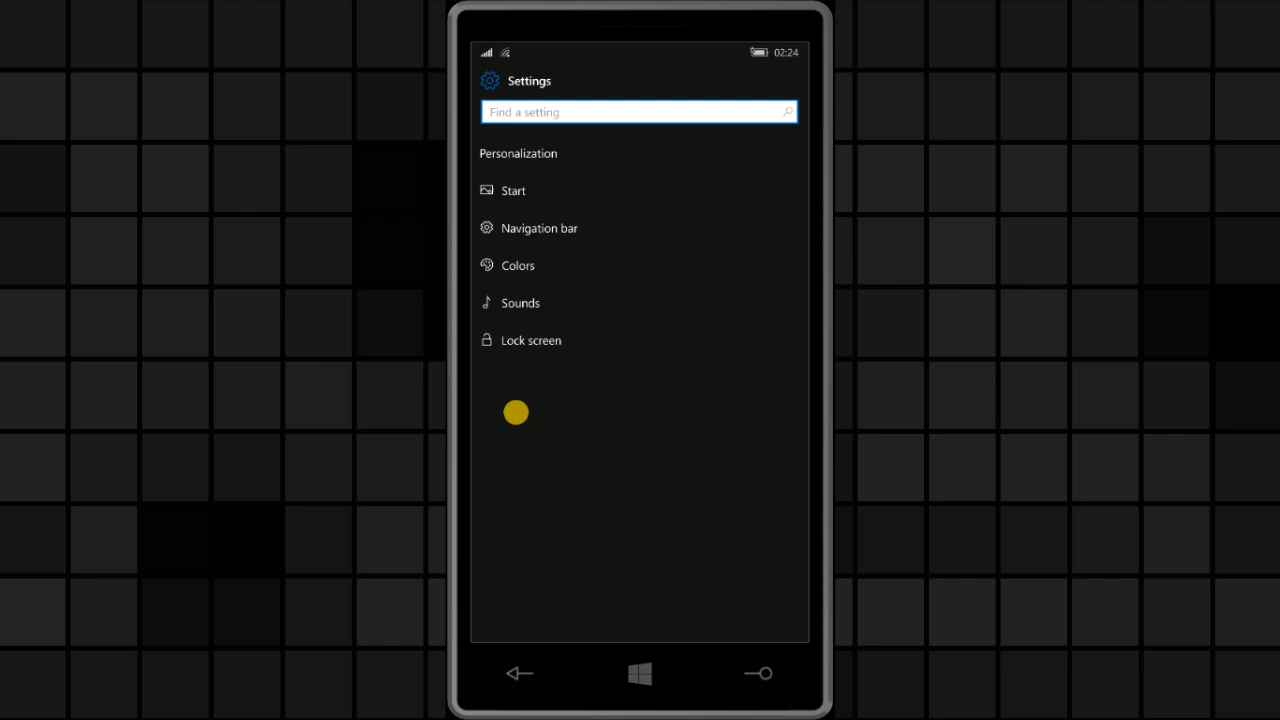 02:24
Settings
Find a setting
Personalization
Start
Navigation bar
Colors
Sounds
Lock screen